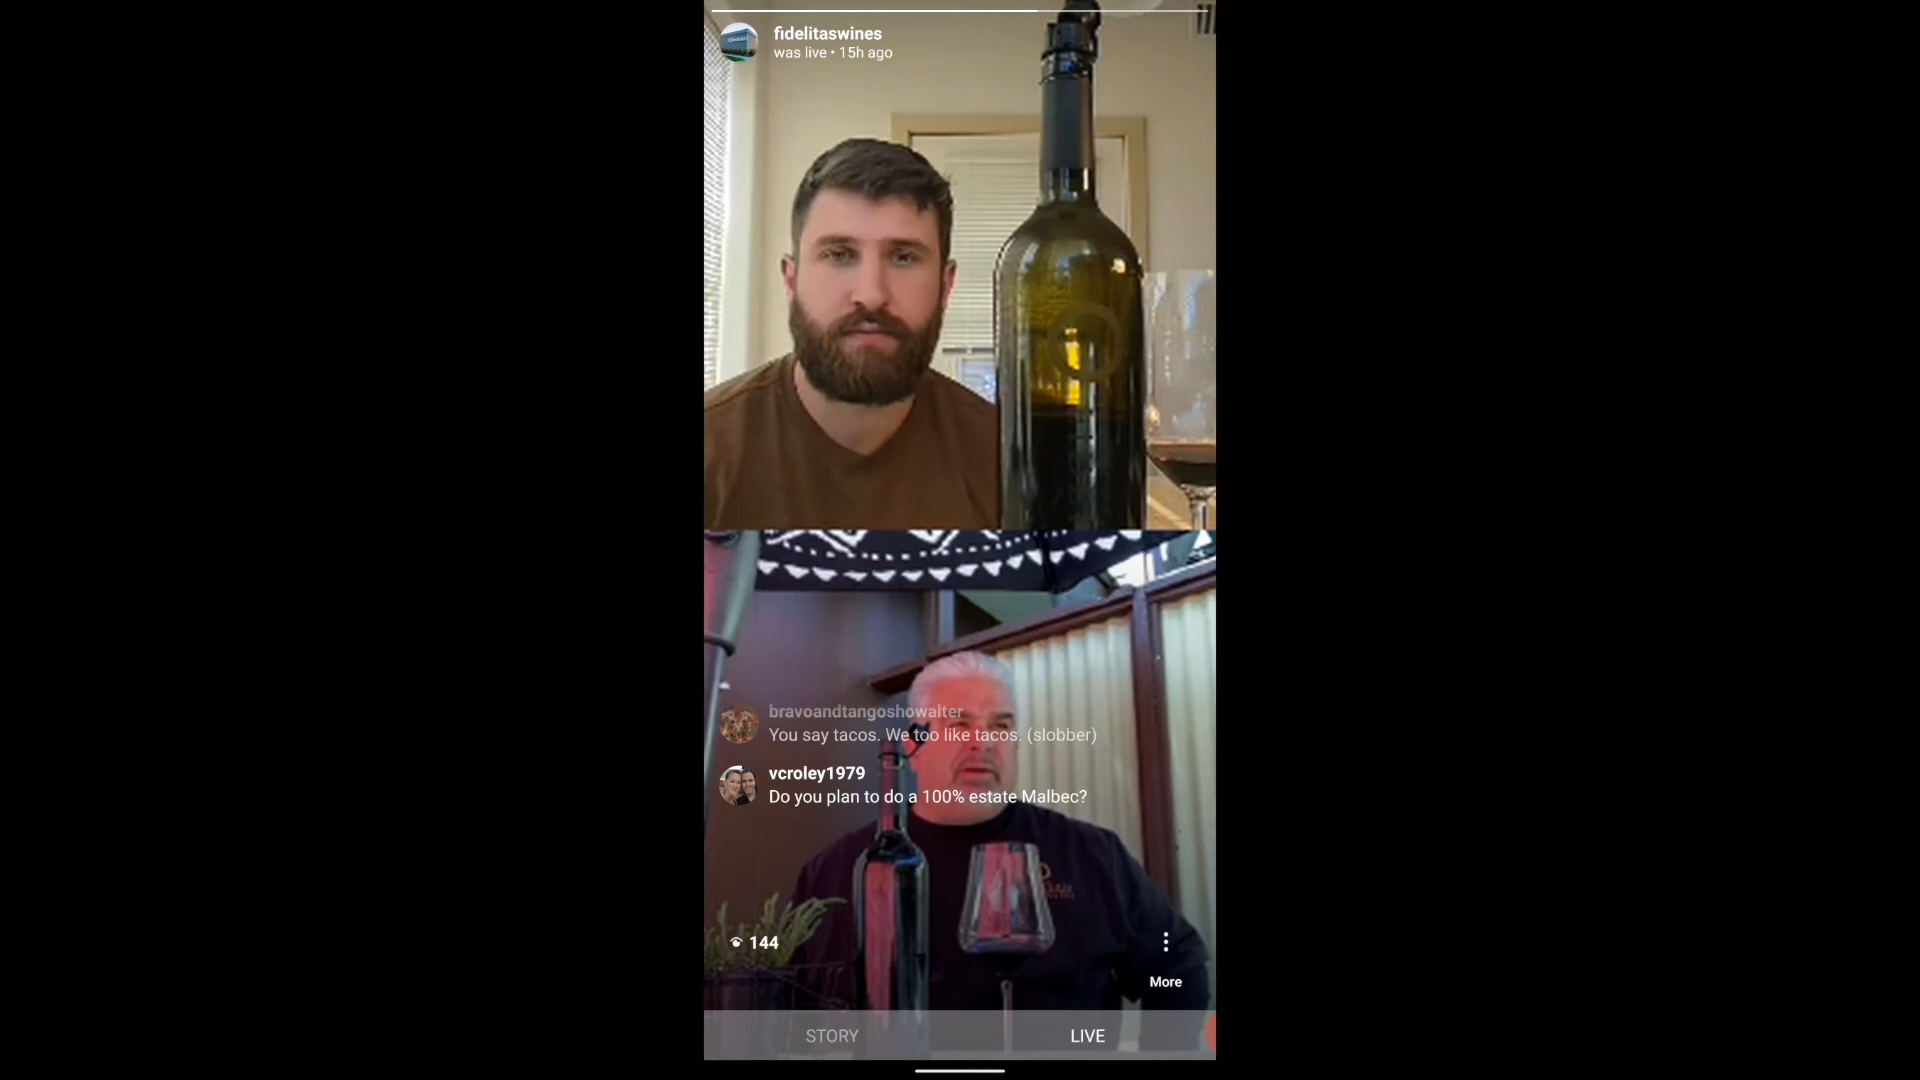 fidelitaswines
was live • 15h ago
bravoandtangoshowalter
You say tacos. We too like tacos. (slobber)
vcroley1979
Do you plan to do a 100% estate Malbec?
144
More
STORY
LIVE